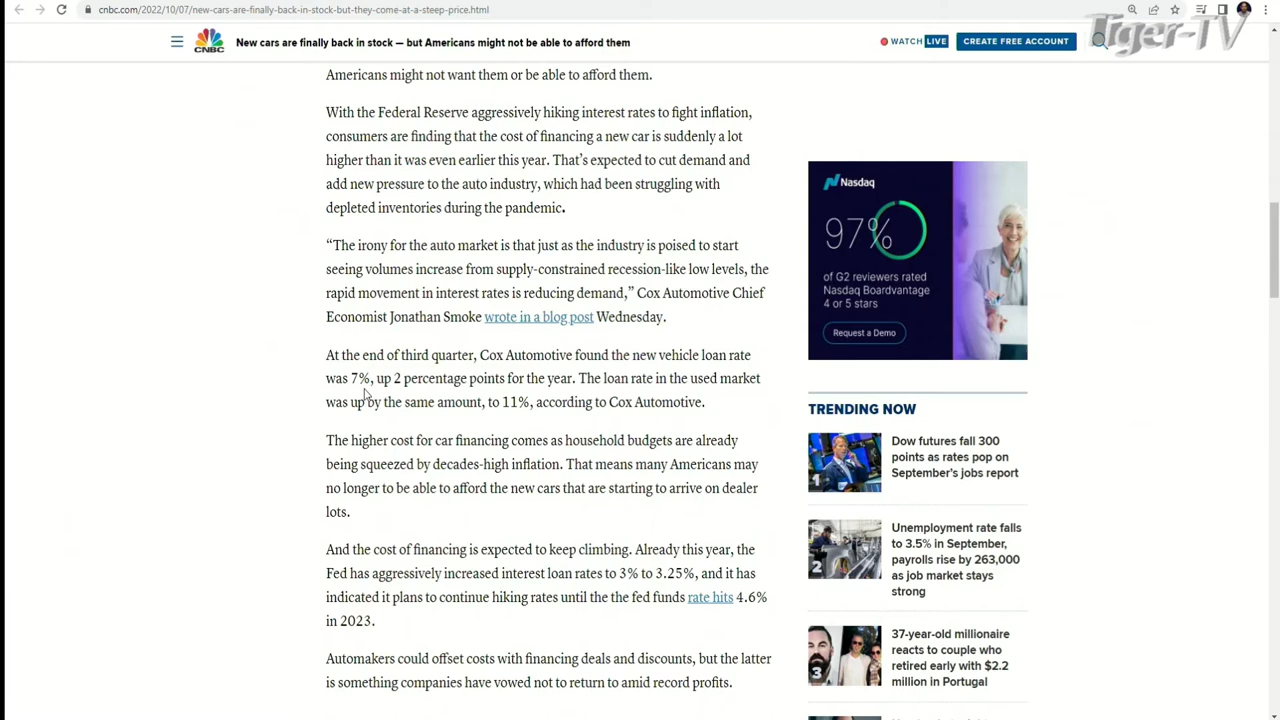 cnbc.com/2022/10/07/new-cars-are-finally-back-in-stock-but-they-come-at-a-steep-price.html
CNBC
New cars are finally back in stock — but Americans might not be able to afford them
WATCH LIVE
CREATE FREE ACCOUNT
Tiger-TV
Americans might not want them or be able to afford them.
With the Federal Reserve aggressively hiking interest rates to fight inflation,
consumers are finding that the cost of financing a new car is suddenly a lot
higher than it was even earlier this year. That's expected to cut demand and
add new pressure to the auto industry, which had been struggling with
depleted inventories during the pandemic.
“The irony for the auto market is that just as the industry is poised to start
seeing volumes increase from supply-constrained recession-like low levels, the
rapid movement in interest rates is reducing demand,” Cox Automotive Chief
Economist Jonathan Smoke wrote in a blog post Wednesday.
At the end of third quarter, Cox Automotive found the new vehicle loan rate
was 7%, up 2 percentage points for the year. The loan rate in the used market
was up by the same amount, to 11%, according to Cox Automotive.
The higher cost for car financing comes as household budgets are already
being squeezed by decades-high inflation. That means many Americans may
no longer to be able to afford the new cars that are starting to arrive on dealer
lots.
And the cost of financing is expected to keep climbing. Already this year, the
Fed has aggressively increased interest loan rates to 3% to 3.25%, and it has
indicated it plans to continue hiking rates until the the fed funds rate hits 4.6%
in 2023.
Automakers could offset costs with financing deals and discounts, but the latter
is something companies have vowed not to return to amid record profits.
Nasdaq
97%
of G2 reviewers rated
Nasdaq Boardvantage
4 or 5 stars
Request a Demo
TRENDING NOW
1
Dow futures fall 300
points as rates pop on
September's jobs report
2
Unemployment rate falls
to 3.5% in September,
payrolls rise by 263,000
as job market stays
strong
3
37-year-old millionaire
reacts to couple who
retired early with $2.2
million in Portugal